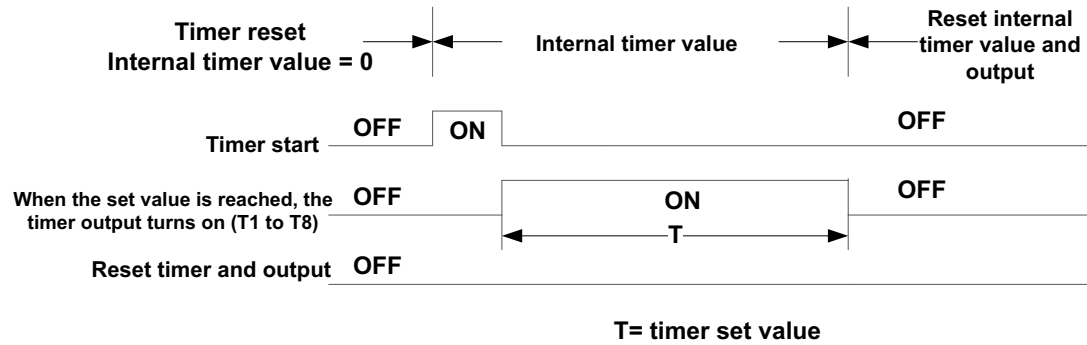 Timer reset
Internal timer value = 0
Internal timer value
Reset internal
timer value and
output
Timer start
OFF
ON
OFF
When the set value is reached, the
timer output turns on (T1 to T8)
OFF
ON
T
OFF
Reset timer and output
OFF
T= timer set value